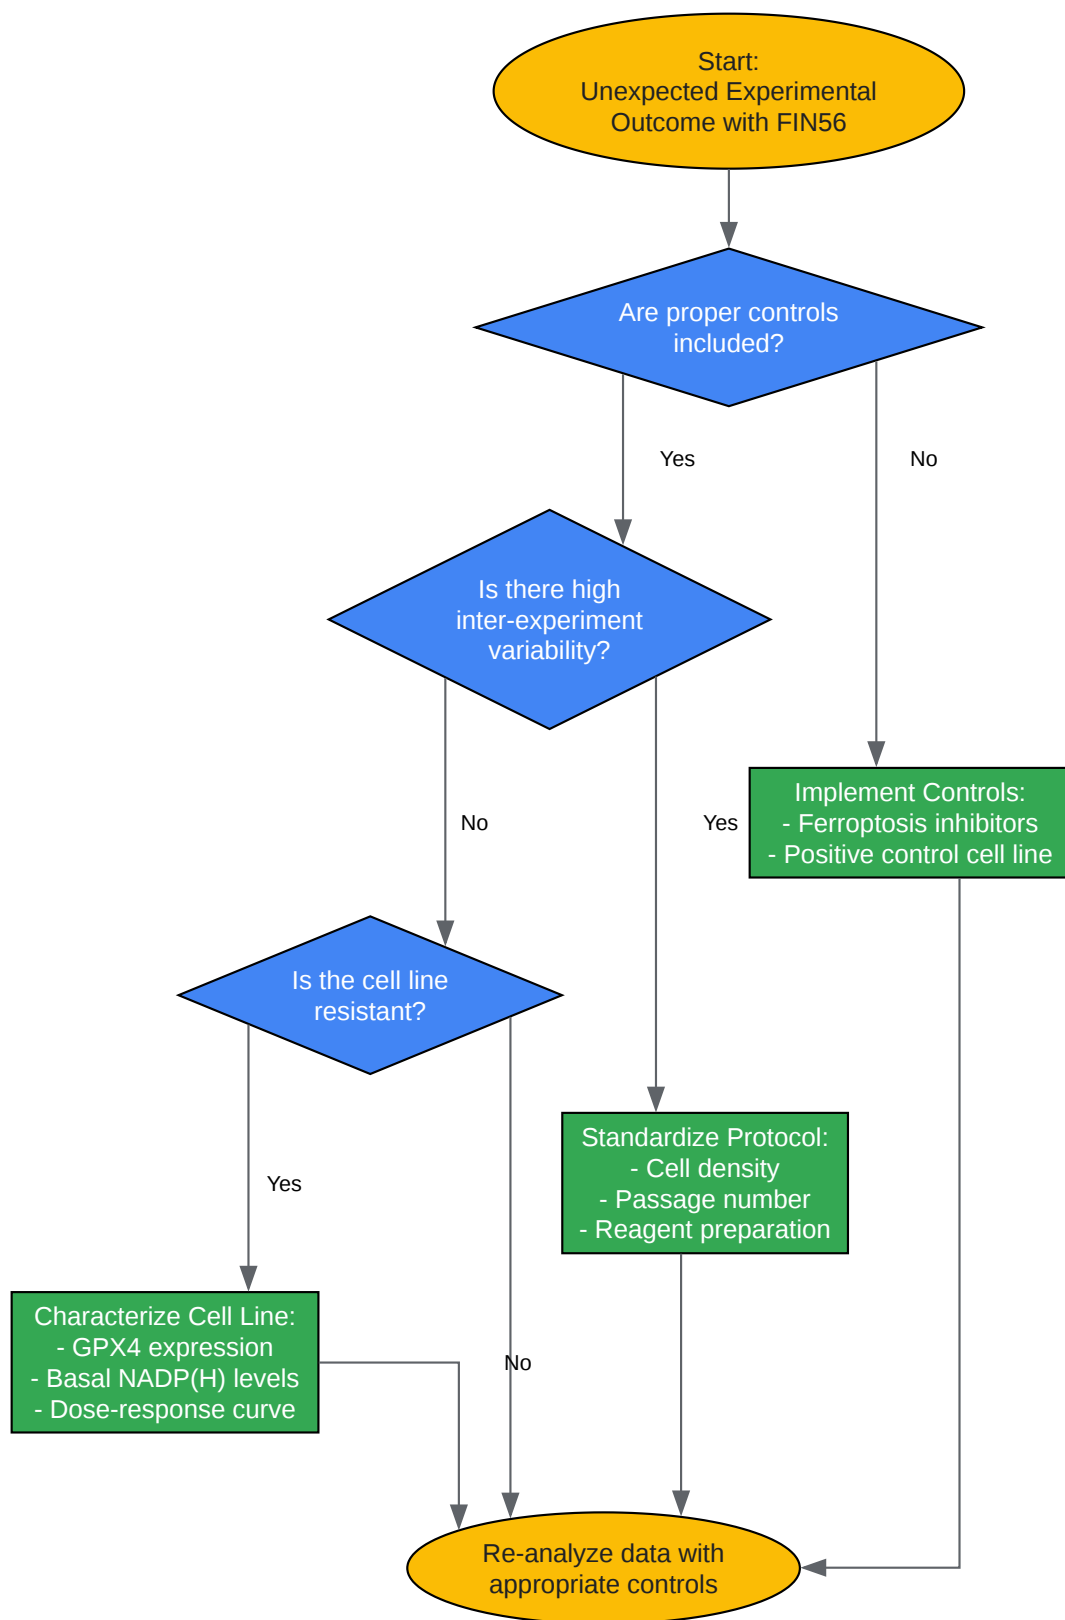 Start:
Unexpected Experimental
Outcome with FIN56
Are proper controls
included?
Yes
No
Is there high
inter-experiment
variability?
No
Yes
Implement Controls:
- Ferroptosis inhibitors
- Positive control cell line
Is the cell line
resistant?
Standardize Protocol:
- Cell density
- Passage number
- Reagent preparation
Yes
Characterize Cell Line:
- GPX4 expression
- Basal NADP(H) levels
- Dose-response curve
No
Re-analyze data with
appropriate controls